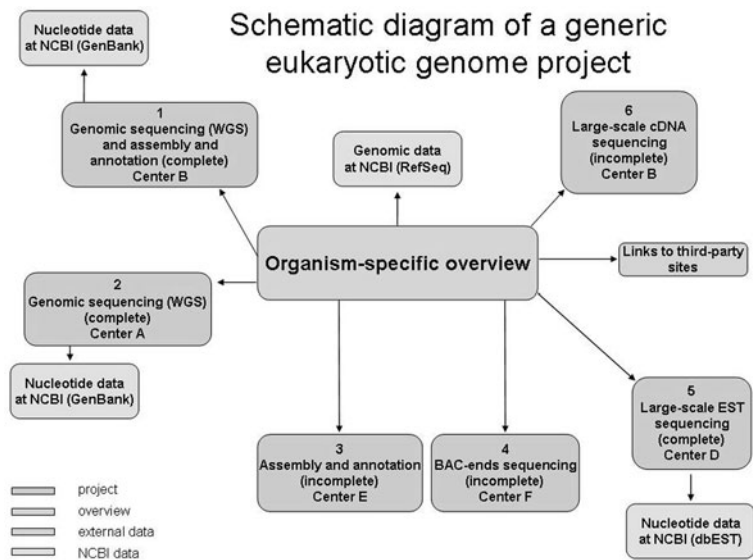 Schematic diagram of a generic
eukaryotic genome project
Nucleotide data
at NCBI (GenBank)
1
Genomic sequencing (WGS)
and assembly and
annotation (complete)
Center B
Genomic data
at NCBI (RefSeq)
6
Large-scale cDNA
sequencing
(incomplete)
Center B
Organism-specific overview
Links to third-party
sites
2
Genomic sequencing (WGS)
(complete)
Center A
Nucleotide data
at NCBI (GenBank)
3
Assembly and annotation
(incomplete)
Center E
4
BAC-ends sequencing
(incomplete)
Center F
5
Large-scale EST
sequencing
(complete)
Center D
Nucleotide data
at NCBI (dbEST)
project
overview
external data
NCBI data